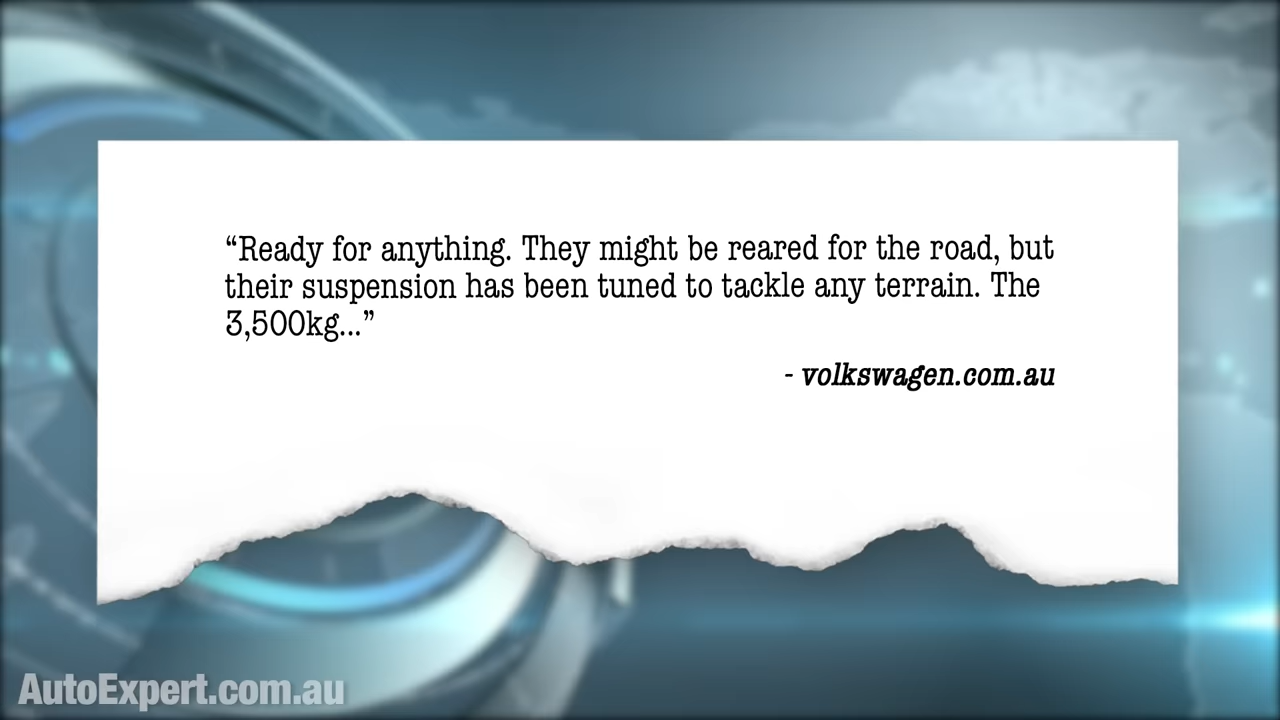 “Ready for anything. They might be reared for the road, but
their suspension has been tuned to tackle any terrain. The
3,500kg...”
- volkswagen.com.au
AutoExpert.com.au